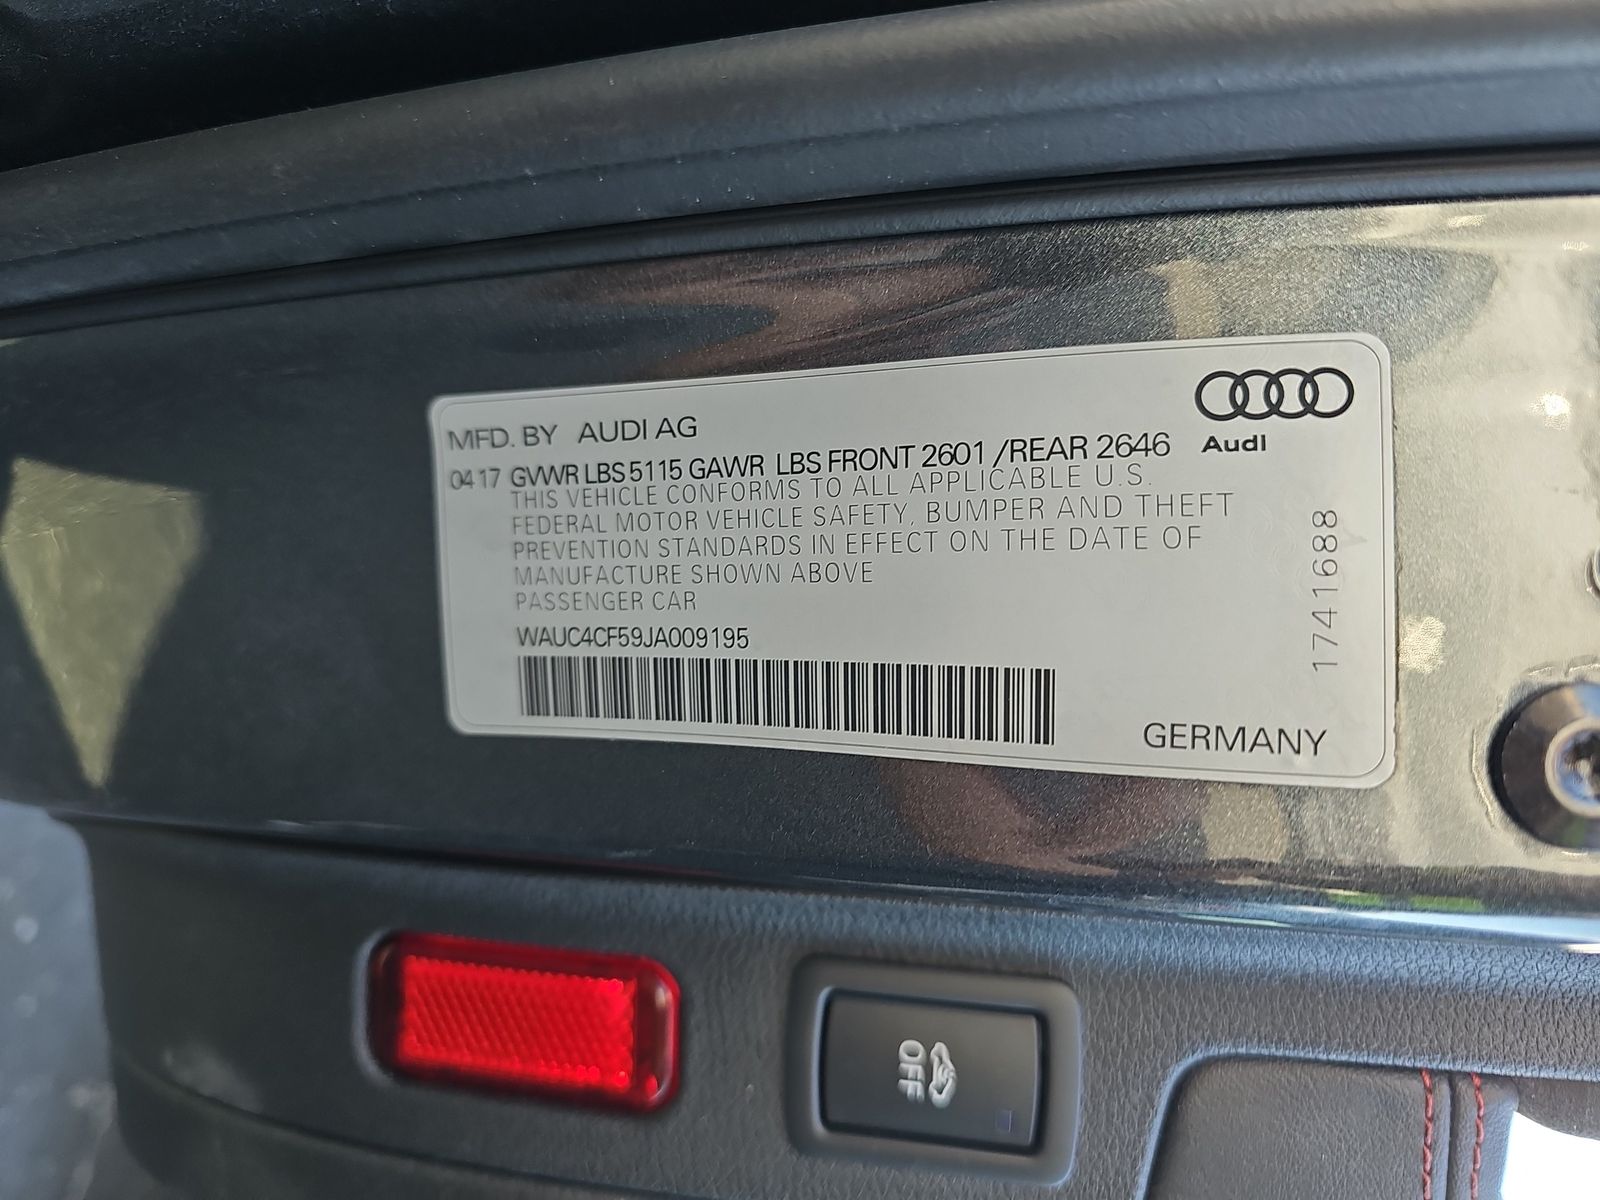 MFD. BY AUDI AG
Audi
04 17 GVWR LBS 5115 GAWR LBS FRONT 2601 /REAR 2646
THIS VEHICLE CONFORMS TO ALL APPLICABLE U.S.
FEDERAL MOTOR VEHICLE SAFETY, BUMPER AND THEFT
PREVENTION STANDARDS IN EFFECT ON THE DATE OF
MANUFACTURE SHOWN ABOVE
PASSENGER CAR
WAUC4CF59JA009195
1741688
GERMANY
OFF